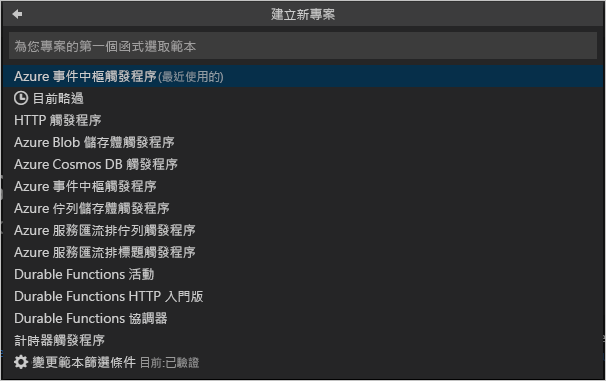 建立新專案
為您專案的第一個函式選取範本
Azure 事件中樞觸發程序 (最近使用的)
目前略過
HTTP 觸發程序
Azure Blob 儲存體觸發程序
Azure Cosmos DB 觸發程序
Azure 事件中樞觸發程序
Azure 佇列儲存體觸發程序
Azure 服務匯流排佇列觸發程序
Azure 服務匯流排標題觸發程序
Durable Functions 活動
Durable Functions HTTP 入門版
Durable Functions 協調器
計時器觸發程序
變更範本篩選條件 目前:已驗證